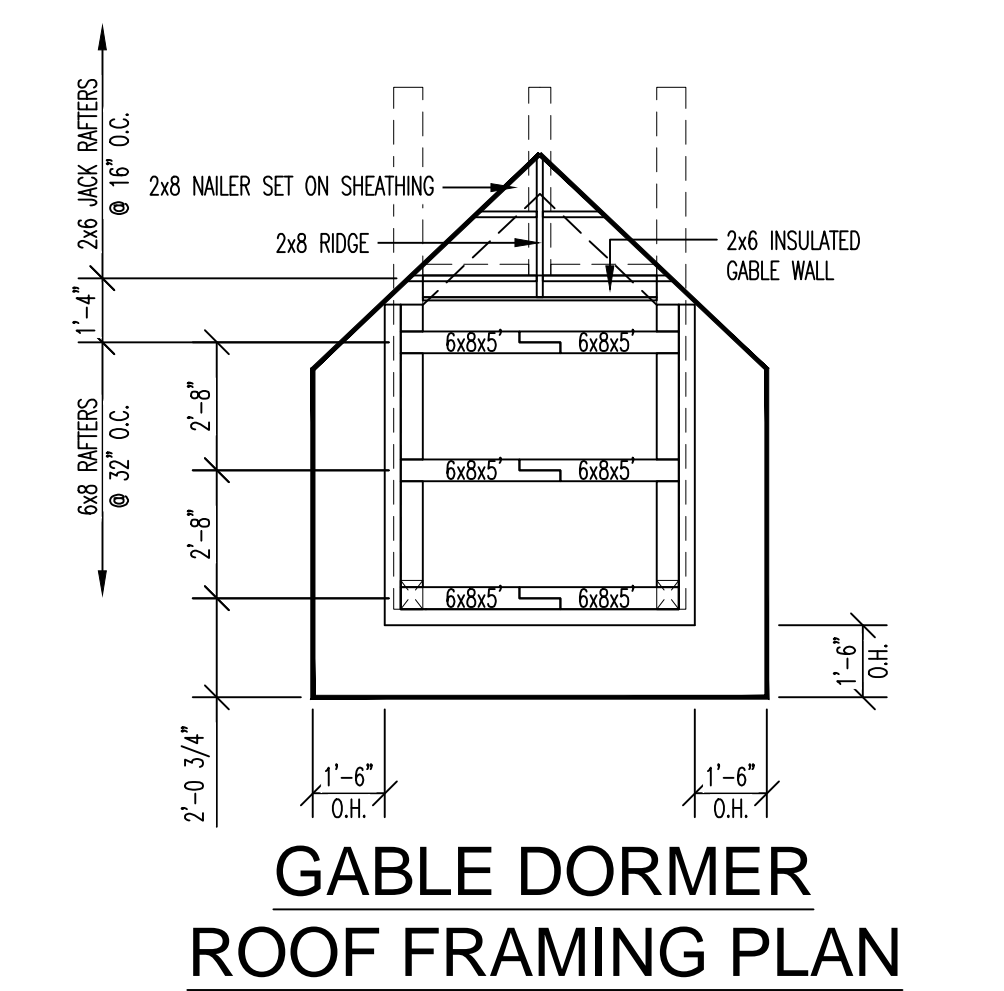 2x6 JACK RAFTERS
@ 16" O.C.
2x8 NAILER SET ON SHEATHING
2x8 RIDGE
2x6 INSULATED
GABLE WALL
1'-4"
6x8x5' 6x8x5'
2'-8"
6x8 RAFTERS
@ 32" O.C.
6x8x5' 6x8x5'
2'-8"
6x8x5' 6x8x5'
1'-6"
O.H.
2'-0 3/4"
1'-6"
O.H.
1'-6"
O.H.
GABLE DORMER
ROOF FRAMING PLAN